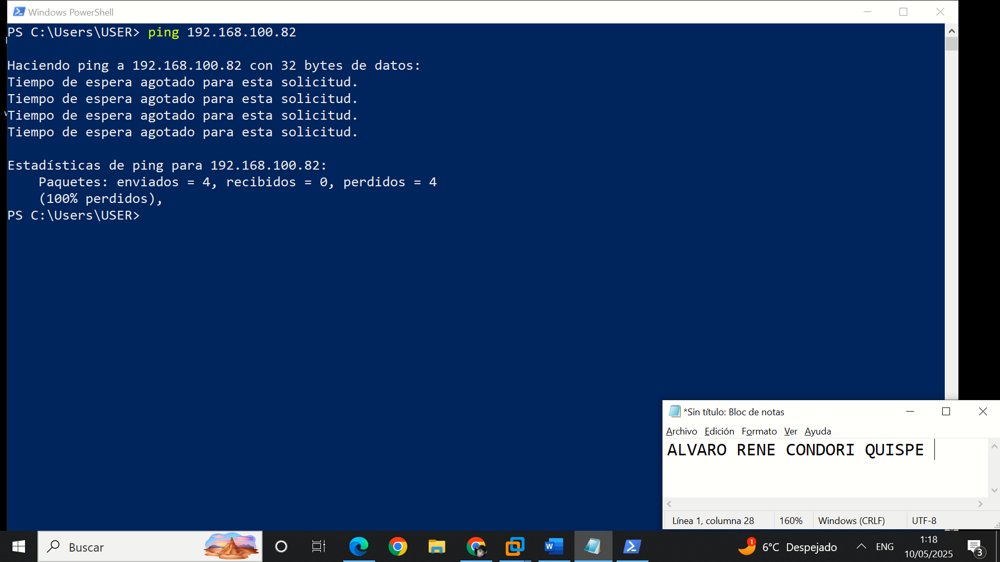 Windows PowerShell
PS C:\Users\USER> ping 192.168.100.82
Haciendo ping a 192.168.100.82 con 32 bytes de datos:
Tiempo de espera agotado para esta solicitud.
Tiempo de espera agotado para esta solicitud.
Tiempo de espera agotado para esta solicitud.
Tiempo de espera agotado para esta solicitud.
Estadísticas de ping para 192.168.100.82:
Paquetes: enviados = 4, recibidos = 0, perdidos = 4
(100% perdidos),
PS C:\Users\USER>
*Sin título: Bloc de notas
Archivo Edición Formato Ver Ayuda
ALVARO RENE CONDORI QUISPE
Línea 1, columna 28 160% Windows (CRLF) UTF-8
Buscar
W
1
6°C Despejado
ENG
1:18
10/05/2025
3